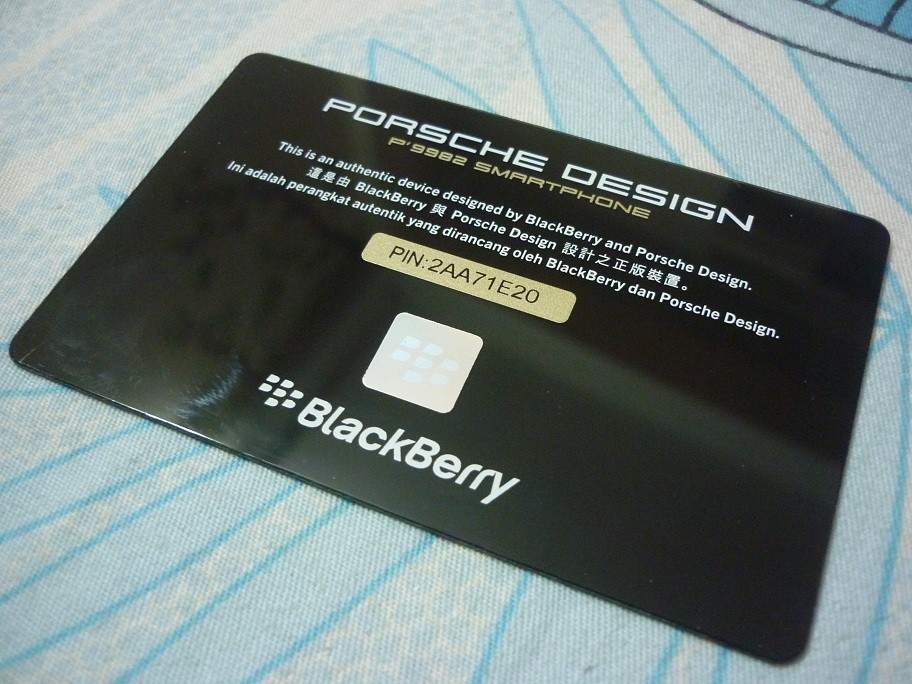 PORSCHE DESIGN
P'9982 SMARTPHONE
This is an authentic device designed by BlackBerry and Porsche Design.
這是由 BlackBerry 與 Porsche Design 設計之正版裝置。
Ini adalah perangkat autentik yang dirancang oleh BlackBerry dan Porsche Design.
PIN:2AA71E20
BlackBerry